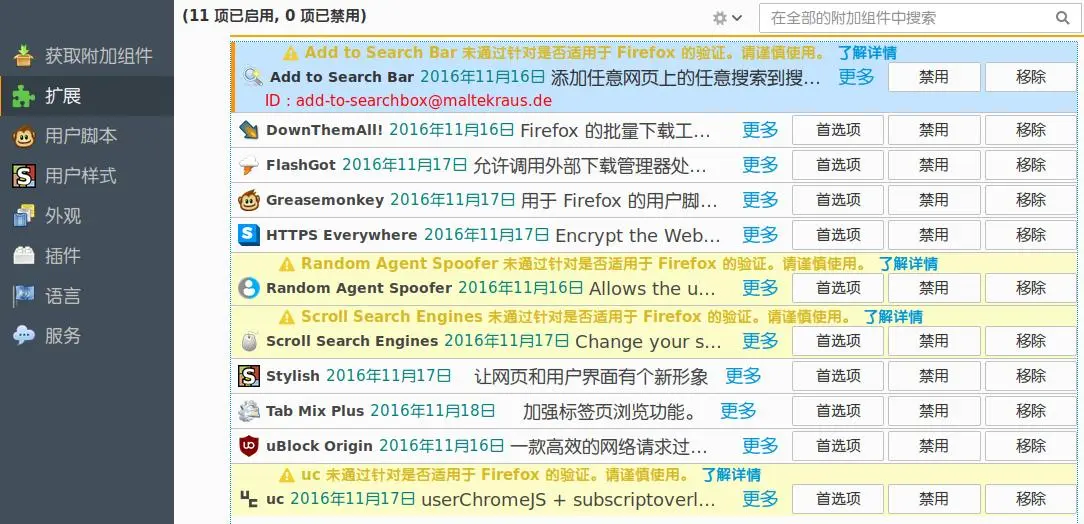 (11 项已启用, 0 项已禁用)
在全部的附加组件中搜索
获取附加组件
扩展
用户脚本
用户样式
外观
插件
语言
服务
Add to Search Bar 未通过针对是否适用于 Firefox 的验证。请谨慎使用。 了解详情
Add to Search Bar 2016年11月16日 添加任意网页上的任意搜索到搜... 更多 禁用 移除
ID : add-to-searchbox@maltekraus.de
DownThemAll! 2016年11月16日 Firefox 的批量下载工... 更多 首选项 禁用 移除
FlashGot 2016年11月17日 允许调用外部下载管理器处... 更多 首选项 禁用 移除
Greasemonkey 2016年11月17日 用于 Firefox 的用户脚... 更多 首选项 禁用 移除
HTTPS Everywhere 2016年11月17日 Encrypt the Web... 更多 首选项 禁用 移除
Random Agent Spoofer 未通过针对是否适用于 Firefox 的验证。请谨慎使用。 了解详情
Random Agent Spoofer 2016年11月16日 Allows the u... 更多 首选项 禁用 移除
Scroll Search Engines 未通过针对是否适用于 Firefox 的验证。请谨慎使用。 了解详情
Scroll Search Engines 2016年11月17日 Change your s... 更多 首选项 禁用 移除
Stylish 2016年11月17日 让网页和用户界面有个新形象 更多 首选项 禁用 移除
Tab Mix Plus 2016年11月18日 加强标签页浏览功能。 更多 首选项 禁用 移除
uBlock Origin 2016年11月16日 一款高效的网络请求过... 更多 首选项 禁用 移除
uc 未通过针对是否适用于 Firefox 的验证。请谨慎使用。 了解详情
uc 2016年11月17日 userChromeJS + subscriptoverl... 更多 首选项 禁用 移除